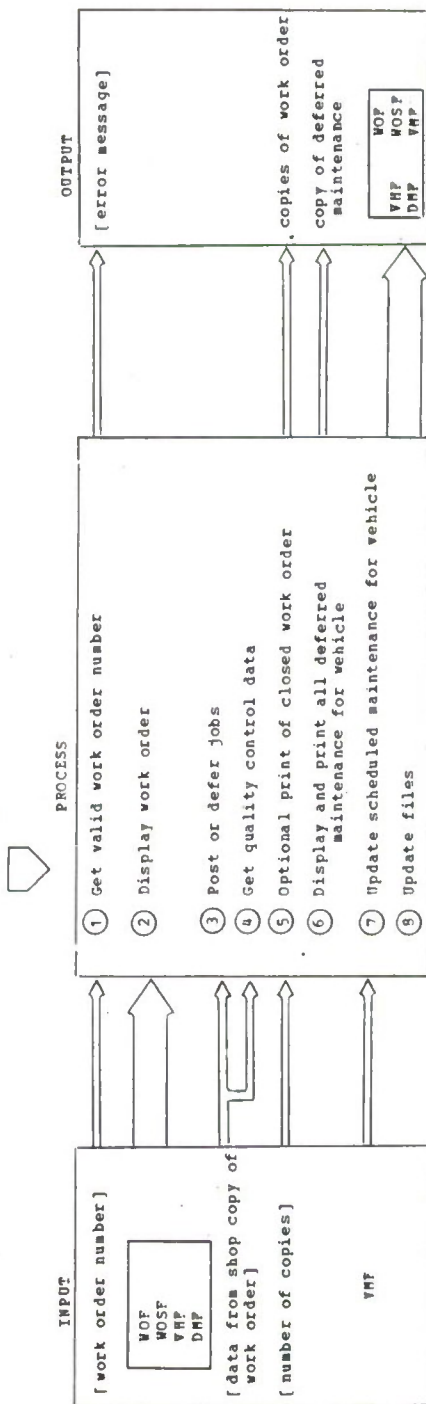 INPUT
[work order number]
WOF
WOSF
VMF
DMF
[data from shop copy of
work order]
[number of copies]
VMF
PROCESS
1 Get valid work order number
2 Display work order
3 Post or defer jobs
4 Get quality control data
5 Optional print of closed work order
6 Display and print all deferred
maintenance for vehicle
7 Update scheduled maintenance for vehicle
8 Update files
OUTPUT
[error message]
copies of work order
copy of deferred
maintenance
VMF WOF
DMF WOSF
VMF